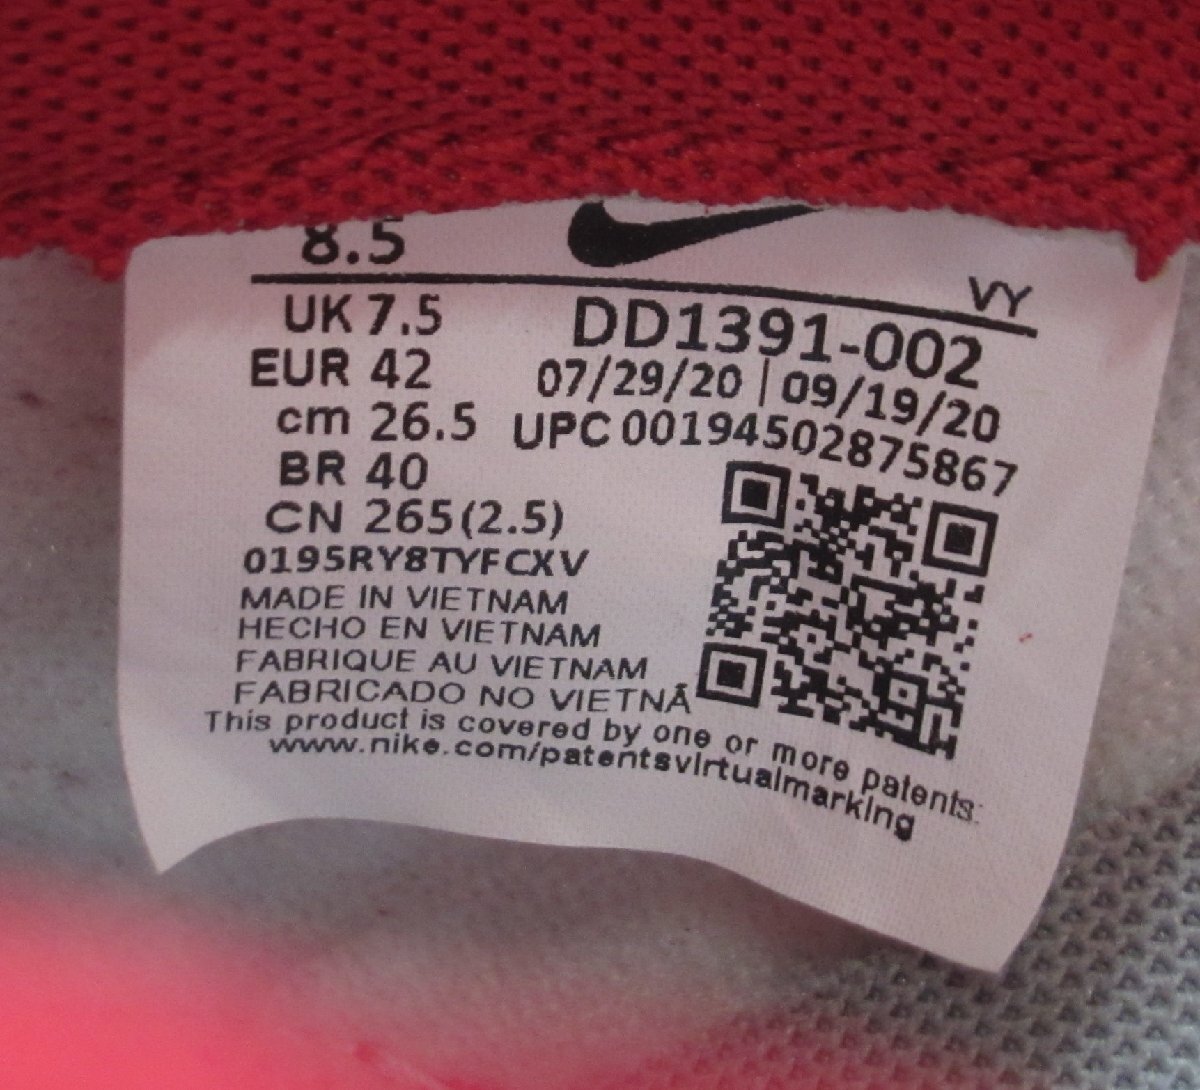 8.5
VY
UK 7.5
DD1391-002
EUR 42
07/29/20 | 09/19/20
cm 26.5
UPC 00194502875867
BR 40
CN 265(2.5)
0195RY8TYFCXV
MADE IN VIETNAM
HECHO EN VIETNAM
FABRIQUE AU VIETNAM
FABRICADO NO VIETNÃ
This product is covered by one or more patents:
www.nike.com/patentsvirtualmarking